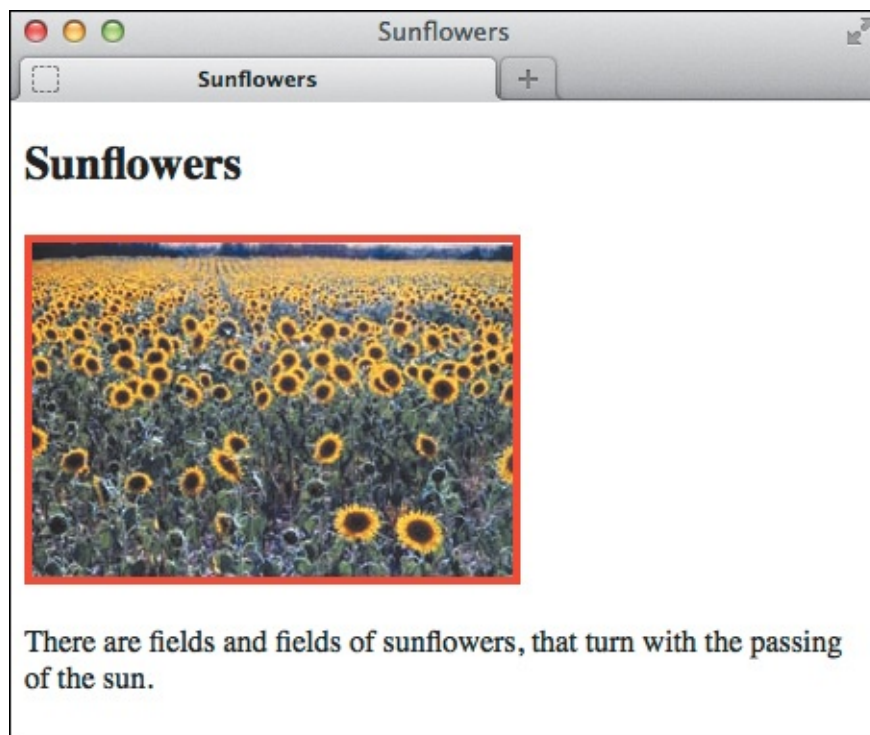 Sunflowers
Sunflowers
Sunflowers
There are fields and fields of sunflowers, that turn with the passing
of the sun.